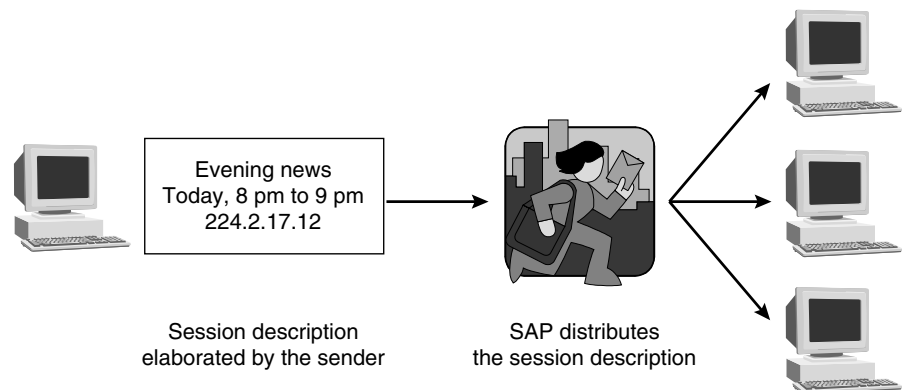 Evening news
Today, 8 pm to 9 pm
224.2.17.12
Session description
elaborated by the sender
SAP distributes
the session description